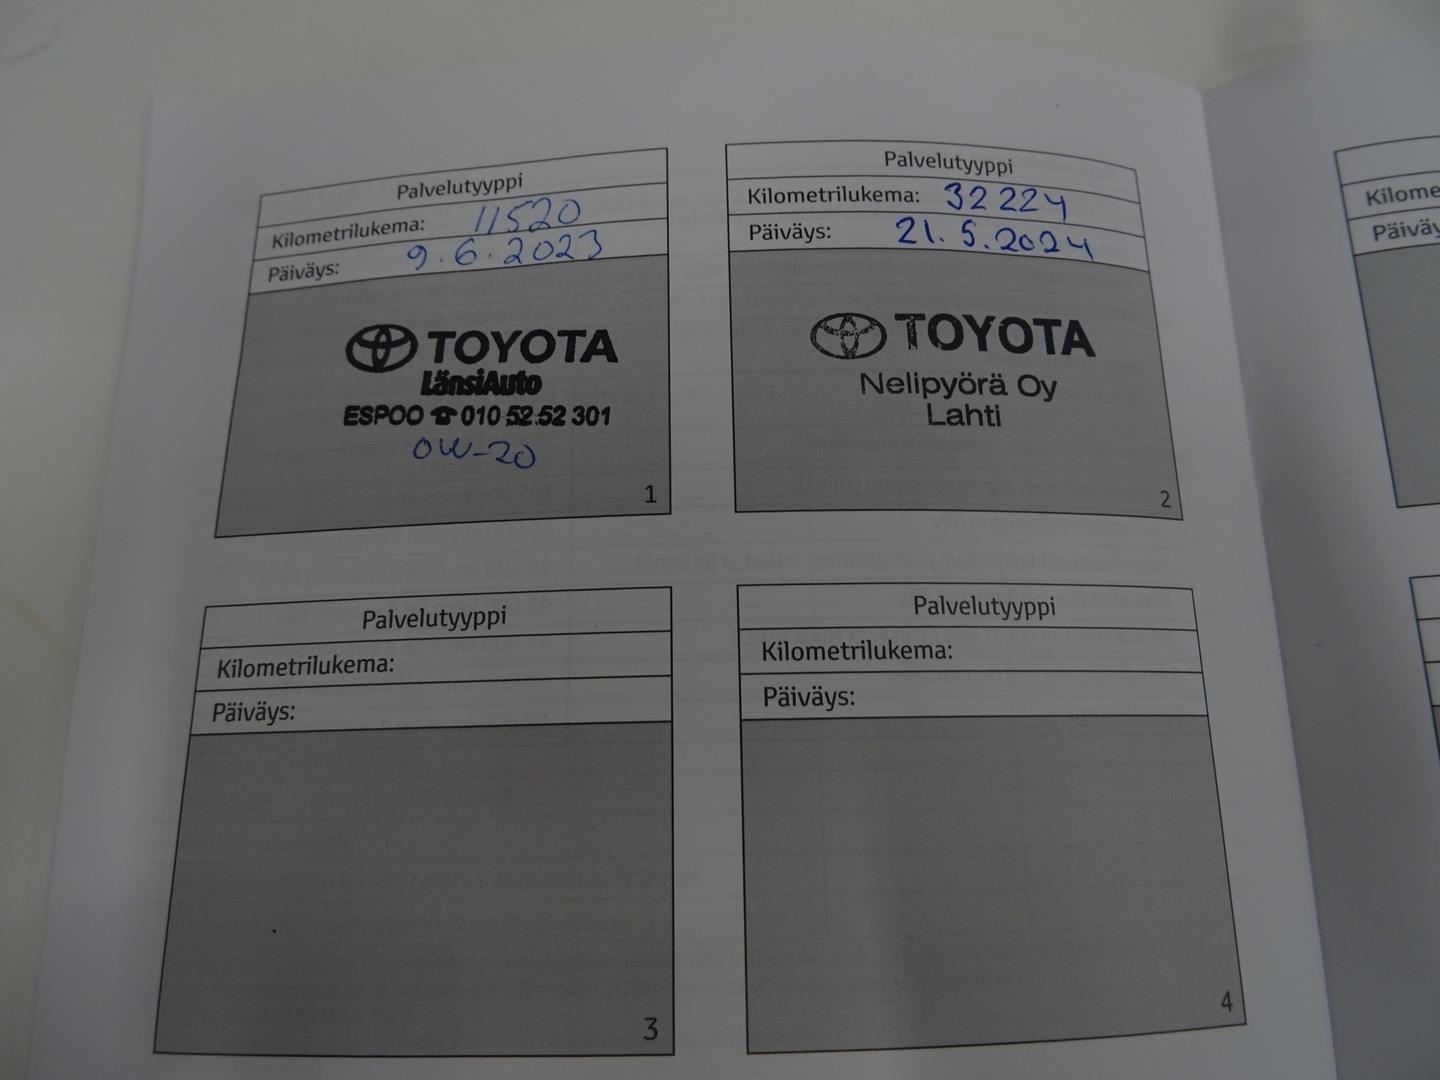 Palvelutyyppi
Kilometrilukema: 11520
Päiväys: 9.6.2023
TOYOTA
LänsiAuto
ESPOO ☎ 010 52 52 301
0W-20
1
Palvelutyyppi
Kilometrilukema: 32224
Päiväys: 21.5.2024
TOYOTA
Nelipyörä Oy
Lahti
2
Palvelutyyppi
Kilometrilukema:
Päiväys:
3
Palvelutyyppi
Kilometrilukema:
Päiväys:
4
Kilome
Päiväy